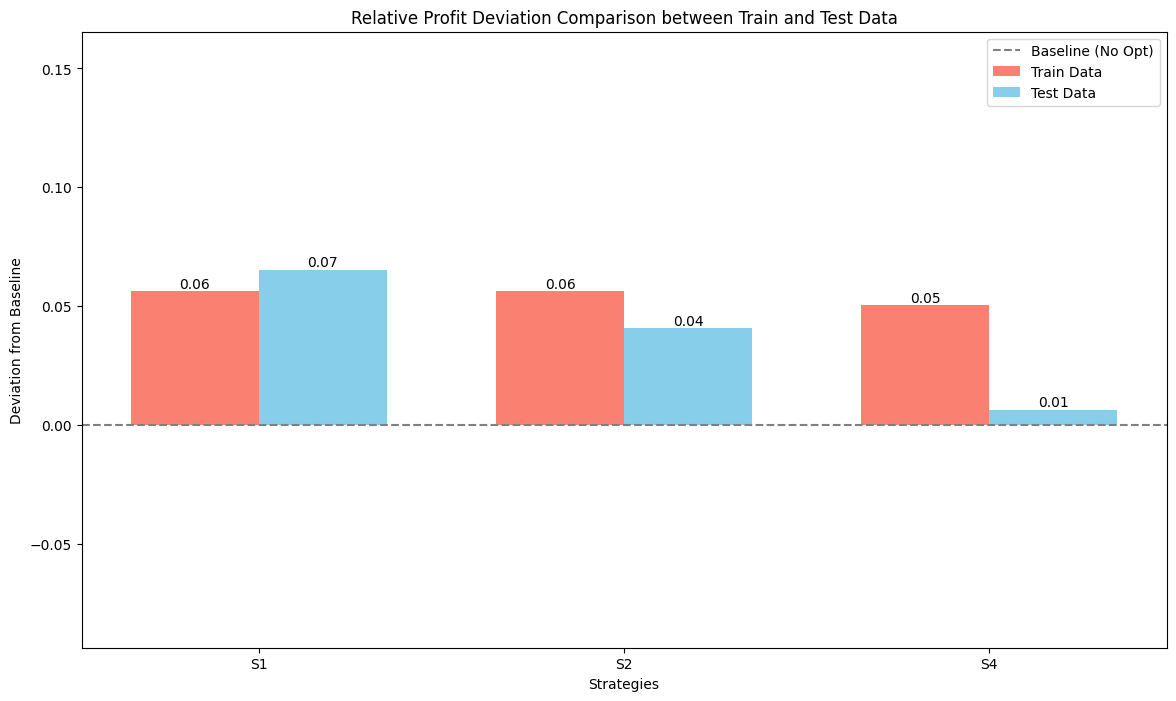 Relative Profit Deviation Comparison between Train and Test Data
Baseline (No Opt)
Train Data
Test Data
0.15
0.10
0.05
0.00
−0.05
Deviation from Baseline
0.06
0.07
0.06
0.04
0.05
0.01
S1
S2
S4
Strategies